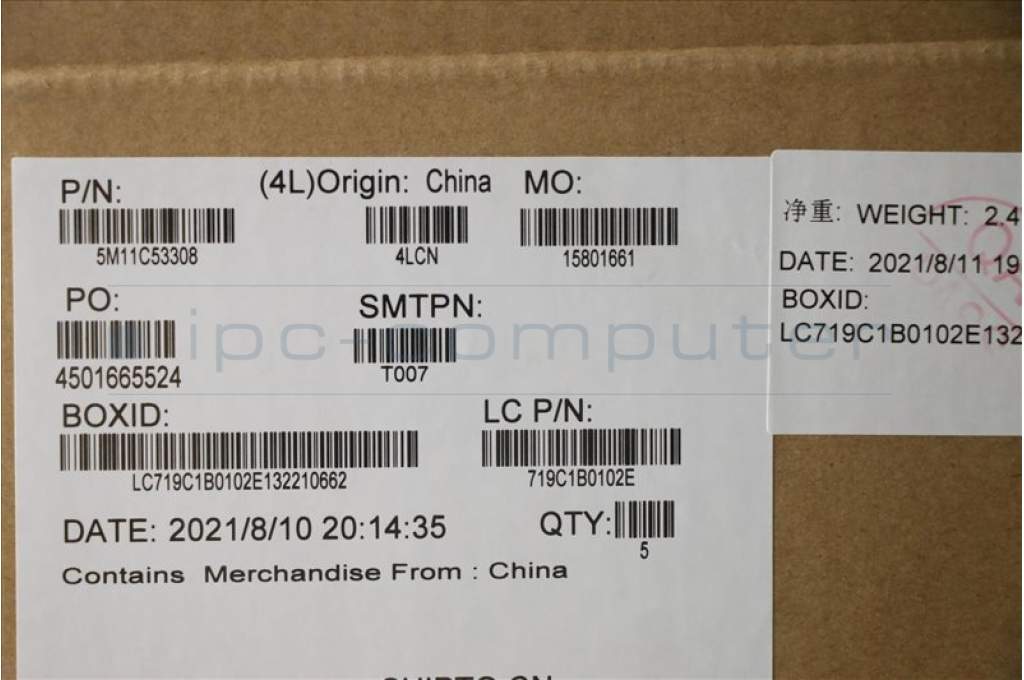 P/N:
5M11C53308
(4L)Origin: China
4LCN
MO:
15801661
PO:
4501665524
SMTPN:
T007
BOXID:
LC719C1B0102E132210662
LC P/N:
719C1B0102E
DATE: 2021/8/10 20:14:35
QTY:
5
Contains Merchandise From : China
净重: WEIGHT: 2.4
DATE: 2021/8/11 19
BOXID:
LC719C1B0102E132
ipc-computer